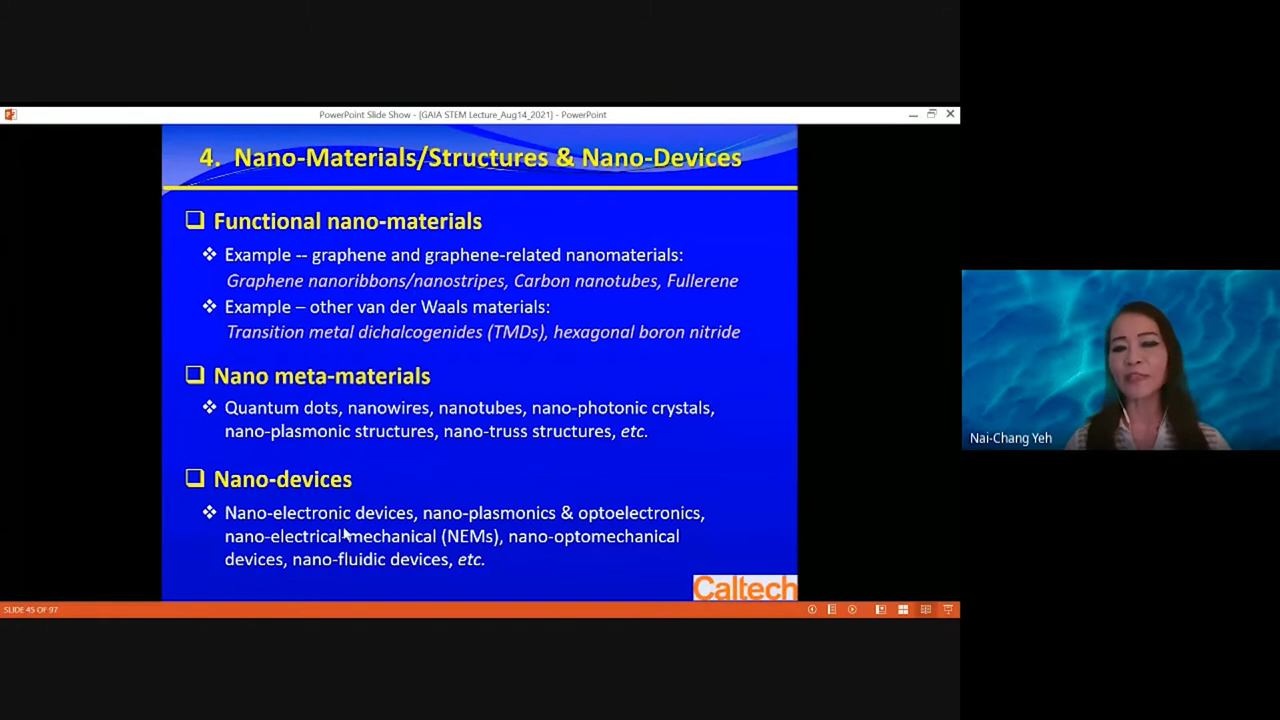 PowerPoint Slide Show - [GAIA STEM Lecture_Aug14_2021] - PowerPoint
4. Nano-Materials/Structures & Nano-Devices
Functional nano-materials
Example -- graphene and graphene-related nanomaterials:
Graphene nanoribbons/nanostripes, Carbon nanotubes, Fullerene
Example – other van der Waals materials:
Transition metal dichalcogenides (TMDs), hexagonal boron nitride
Nano meta-materials
Quantum dots, nanowires, nanotubes, nano-photonic crystals,
nano-plasmonic structures, nano-truss structures, etc.
Nano-devices
Nano-electronic devices, nano-plasmonics & optoelectronics,
nano-electrical-mechanical (NEMs), nano-optomechanical
devices, nano-fluidic devices, etc.
Caltech
SLIDE 45 OF 97
Nai-Chang Yeh